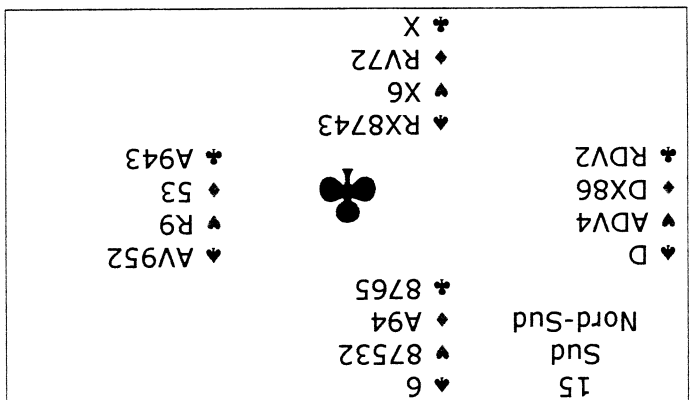 15 ♠ 6
Sud ♥ 87532
Nord-Sud ♦ A94
♣ 8765
♠ D ♠ AV952
♥ ADV4 ♥ R9
♦ DX86 ♦ 53
♣ RDV2 ♣ A943
♠ RX8743
♥ X6
♦ RV72
♣ X